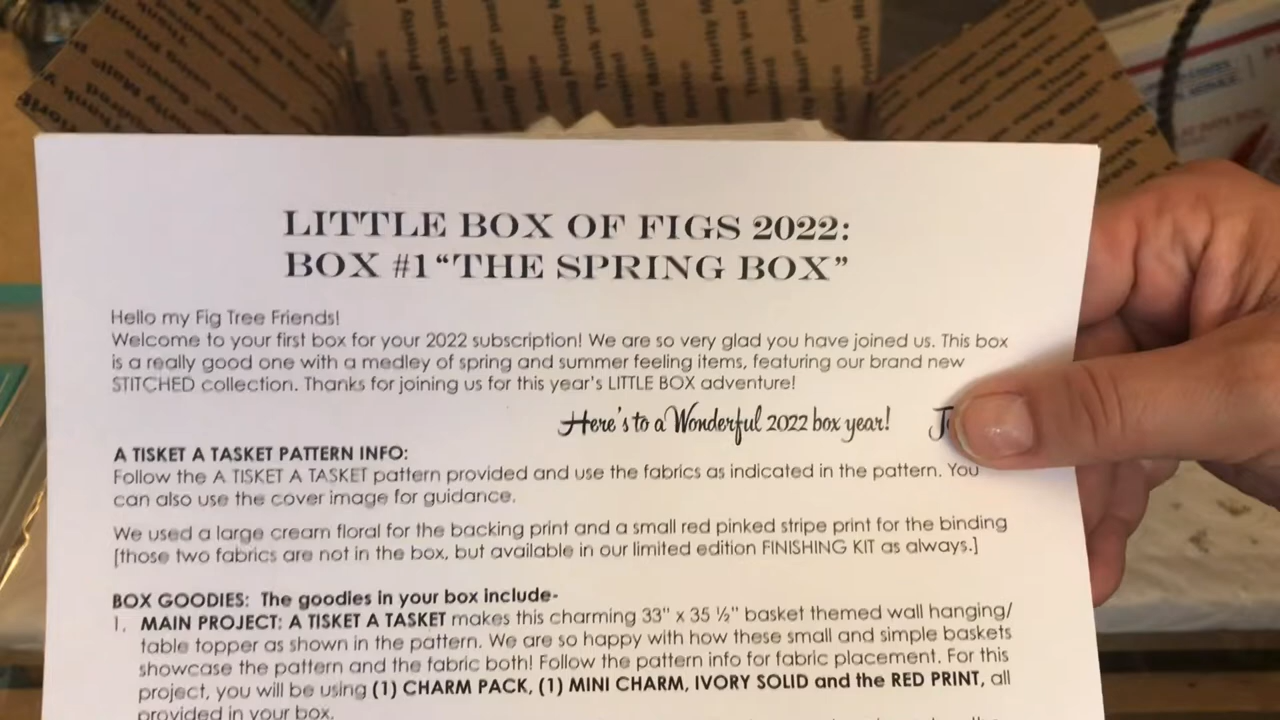 LITTLE BOX OF FIGS 2022:
BOX #1 “THE SPRING BOX”
Hello my Fig Tree Friends!
Welcome to your first box for your 2022 subscription! We are so very glad you have joined us. This box
is a really good one with a medley of spring and summer feeling items, featuring our brand new
STITCHED collection. Thanks for joining us for this year's LITTLE BOX adventure!
Here's to a Wonderful 2022 box year!
A TISKET A TASKET PATTERN INFO:
Follow the A TISKET A TASKET pattern provided and use the fabrics as indicated in the pattern. You
can also use the cover image for guidance.
We used a large cream floral for the backing print and a small red pinked stripe print for the binding
[those two fabrics are not in the box, but available in our limited edition FINISHING KIT as always.]
BOX GOODIES: The goodies in your box include-
1. MAIN PROJECT: A TISKET A TASKET makes this charming 33" x 35 ½" basket themed wall hanging/
table topper as shown in the pattern. We are so happy with how these small and simple baskets
showcase the pattern and the fabric both! Follow the pattern info for fabric placement. For this
project, you will be using (1) CHARM PACK, (1) MINI CHARM, IVORY SOLID and the RED PRINT, all
provided in your box.